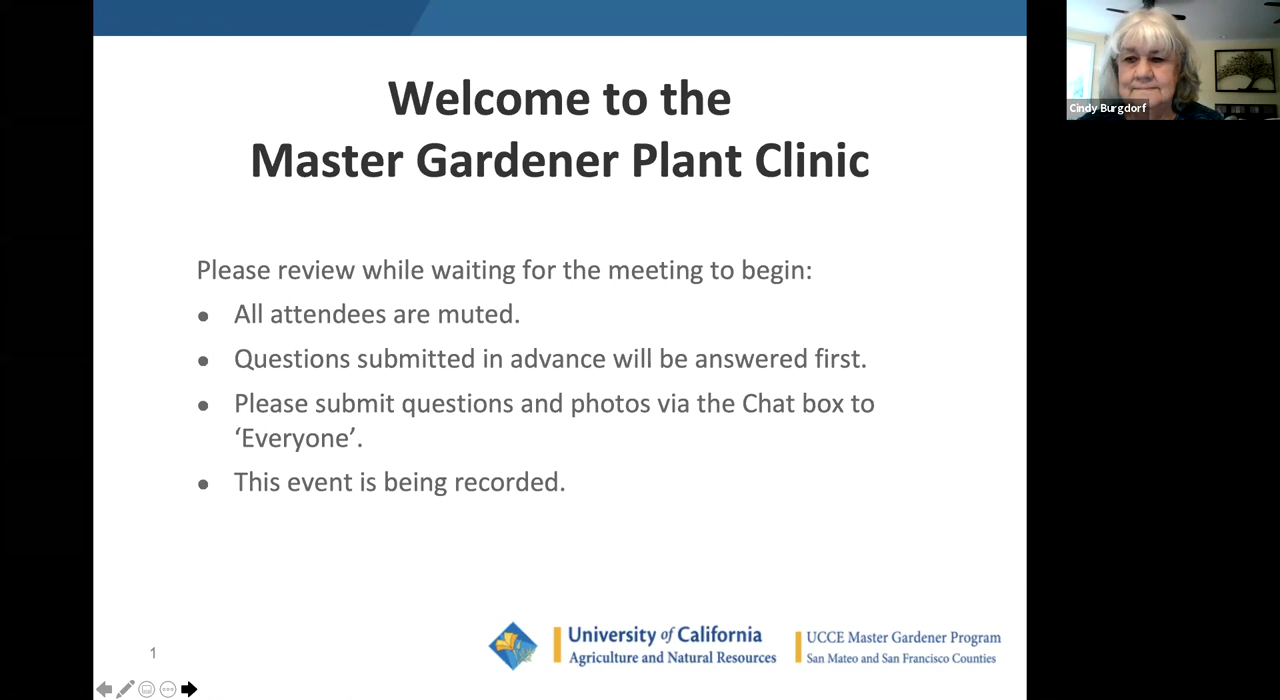 Welcome to the
Master Gardener Plant Clinic
Please review while waiting for the meeting to begin:
● All attendees are muted.
● Questions submitted in advance will be answered first.
● Please submit questions and photos via the Chat box to
‘Everyone’.
● This event is being recorded.
University of California
Agriculture and Natural Resources
UCCE Master Gardener Program
San Mateo and San Francisco Counties
1
Cindy Burgdorf